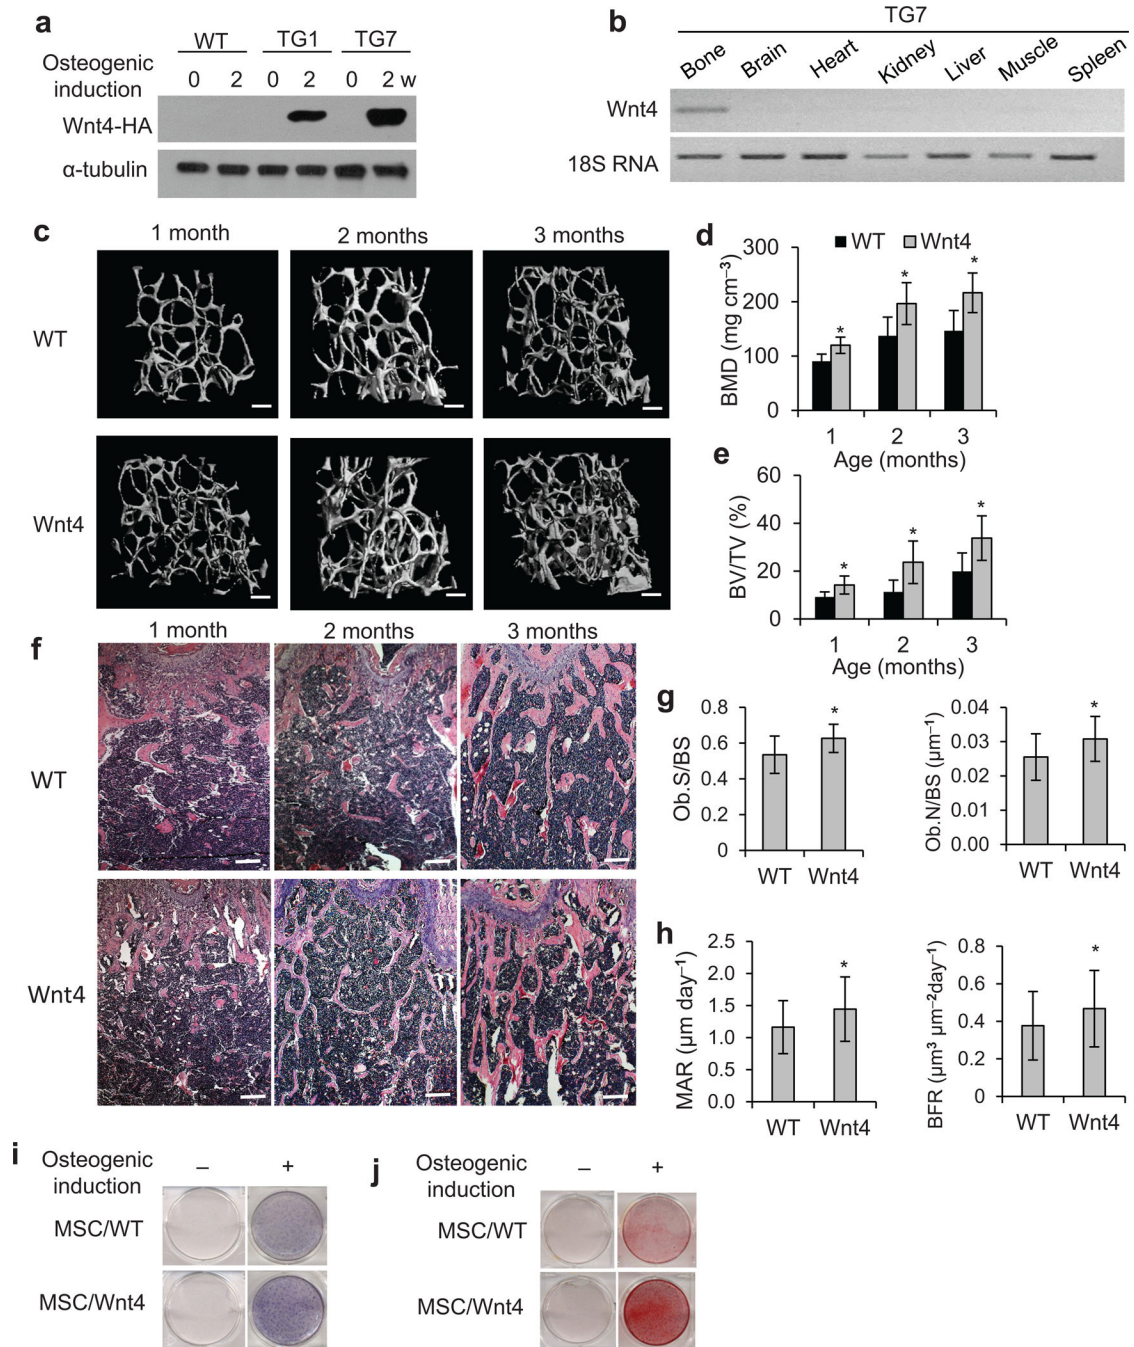 a
WT TG1 TG7
Osteogenic
induction
0 2 0 2 0 2 w
Wnt4-HA
α-tubulin
b
TG7
Bone Brain Heart Kidney Liver Muscle Spleen
Wnt4
18S RNA
c
1 month 2 months 3 months
WT
Wnt4
d
WT Wnt4
BMD (mg cm⁻³)
300
200
100
0
* * *
1 2 3
Age (months)
e
BV/TV (%)
60
40
20
0
* * *
1 2 3
Age (months)
f
1 month 2 months 3 months
WT
Wnt4
g
Ob.S/BS
0.8
0.6
0.4
0.2
0
*
WT Wnt4
Ob.N/BS (µm⁻¹)
0.04
0.03
0.02
0.01
0.00
*
WT Wnt4
h
MAR (µm day⁻¹)
2.5
2.0
1.5
1.0
0.5
0.0
*
WT Wnt4
BFR (µm³ µm⁻²day⁻¹)
0.8
0.6
0.4
0.2
0
*
WT Wnt4
i
Osteogenic
induction
– +
MSC/WT
MSC/Wnt4
j
Osteogenic
induction
– +
MSC/WT
MSC/Wnt4